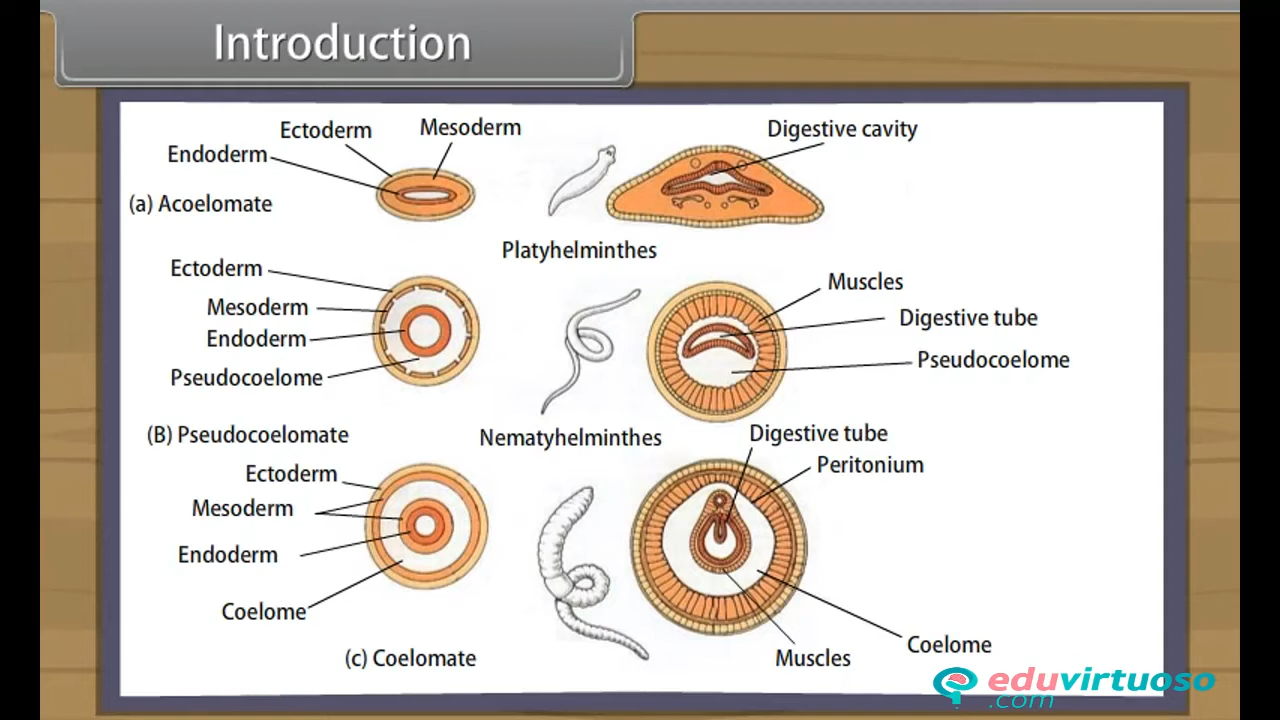 Introduction
Ectoderm
Mesoderm
Endoderm
Digestive cavity
(a) Acoelomate
Platyhelminthes
Ectoderm
Mesoderm
Endoderm
Pseudocoelome
Muscles
Digestive tube
Pseudocoelome
(B) Pseudocoelomate
Nematyhelminthes
Ectoderm
Mesoderm
Endoderm
Coelome
Digestive tube
Peritonium
Muscles
Coelome
(c) Coelomate
eduvirtuoso
.com